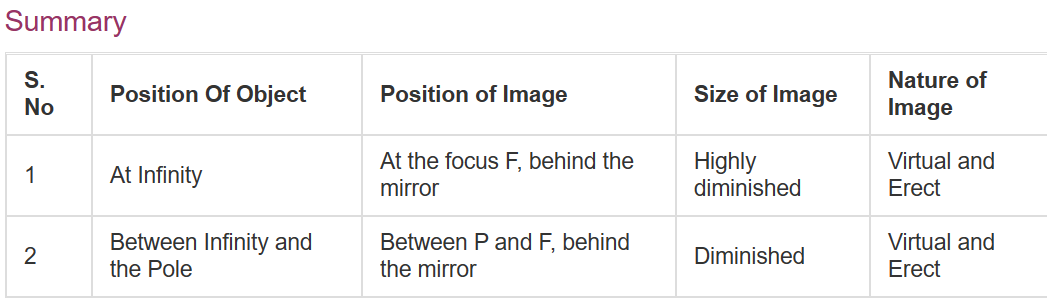 Summary
S.
No
Position Of Object
Position of Image
Size of Image
Nature of
Image
1
At Infinity
At the focus F, behind the
mirror
Highly
diminished
Virtual and
Erect
2
Between Infinity and
the Pole
Between P and F, behind
the mirror
Diminished
Virtual and
Erect